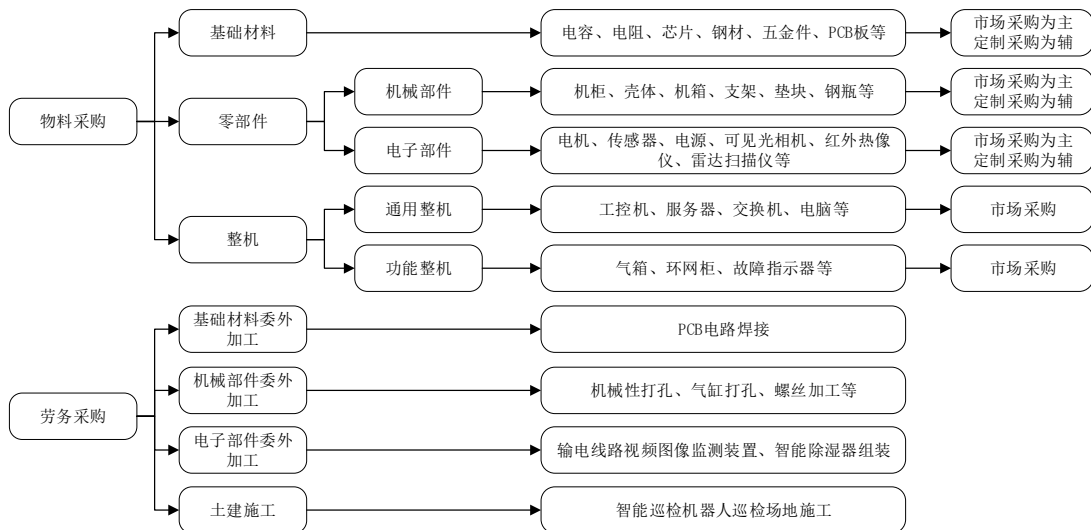 基础材料
电容、电阻、芯片、钢材、五金件、PCB板等
市场采购为主
定制采购为辅
物料采购
零部件
机械部件
机柜、壳体、机箱、支架、垫块、钢瓶等
市场采购为主
定制采购为辅
电子部件
电机、传感器、电源、可见光相机、红外热像
仪、雷达扫描仪等
市场采购为主
定制采购为辅
整机
通用整机
工控机、服务器、交换机、电脑等
市场采购
功能整机
气箱、环网柜、故障指示器等
市场采购
劳务采购
基础材料委外
加工
PCB电路焊接
机械部件委外
加工
机械性打孔、气缸打孔、螺丝加工等
电子部件委外
加工
输电线路视频图像监测装置、智能除湿器组装
土建施工
智能巡检机器人巡检场地施工